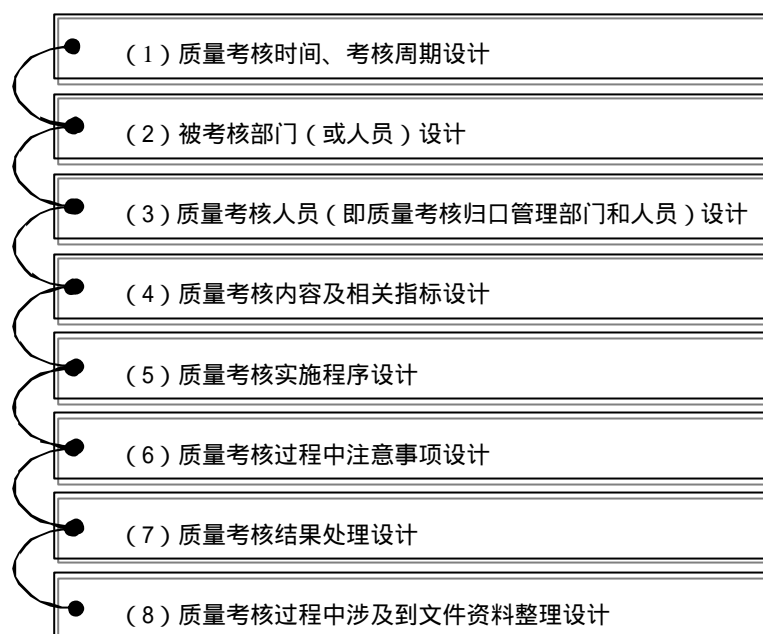 （1）质量考核时间、考核周期设计
（2）被考核部门（或人员）设计
（3）质量考核人员（即质量考核归口管理部门和人员）设计
（4）质量考核内容及相关指标设计
（5）质量考核实施程序设计
（6）质量考核过程中注意事项设计
（7）质量考核结果处理设计
（8）质量考核过程中涉及到文件资料整理设计